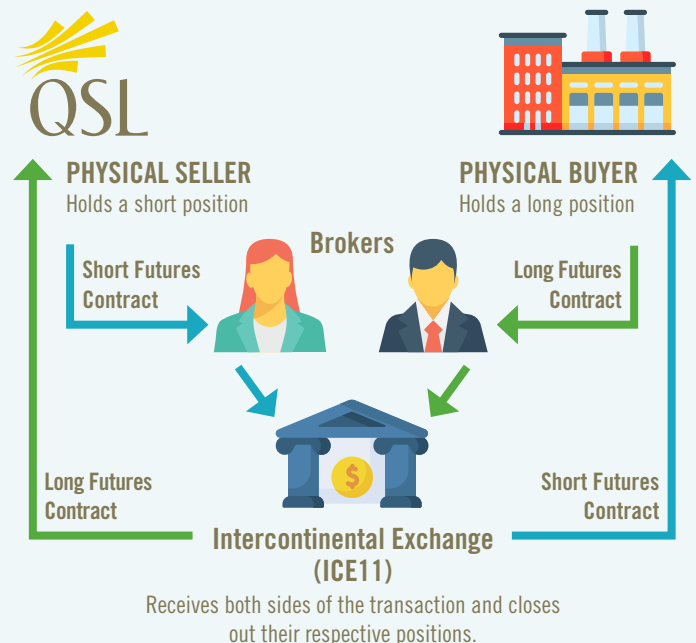 QSL
PHYSICAL SELLER
Holds a short position
PHYSICAL BUYER
Holds a long position
Brokers
Short Futures
Contract
Long Futures
Contract
$
Long Futures
Contract
Short Futures
Contract
Intercontinental Exchange
(ICE11)
Receives both sides of the transaction and closes
out their respective positions.